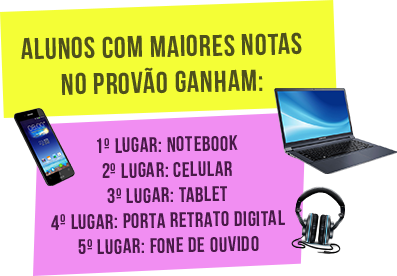 ALUNOS COM MAIORES NOTAS
NO PROVÃO GANHAM:
1º LUGAR: NOTEBOOK
2º LUGAR: CELULAR
3º LUGAR: TABLET
4º LUGAR: PORTA RETRATO DIGITAL
5º LUGAR: FONE DE OUVIDO